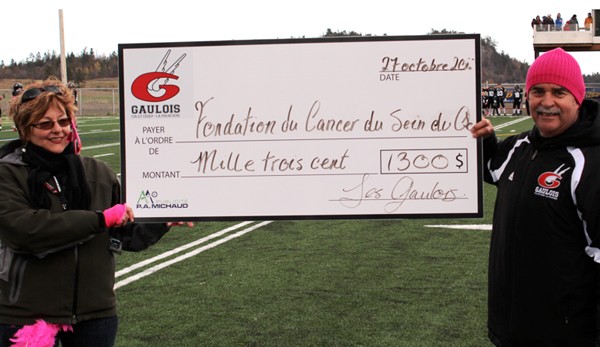 27 octobre
DATE
GAULOIS
PAYER
À L'ORDRE
DE
Fondation du Cancer du Sein du
MONTANT
Mille trois cent
1300 $
P.A. MICHAUD
Les Gaulois
GAULOIS